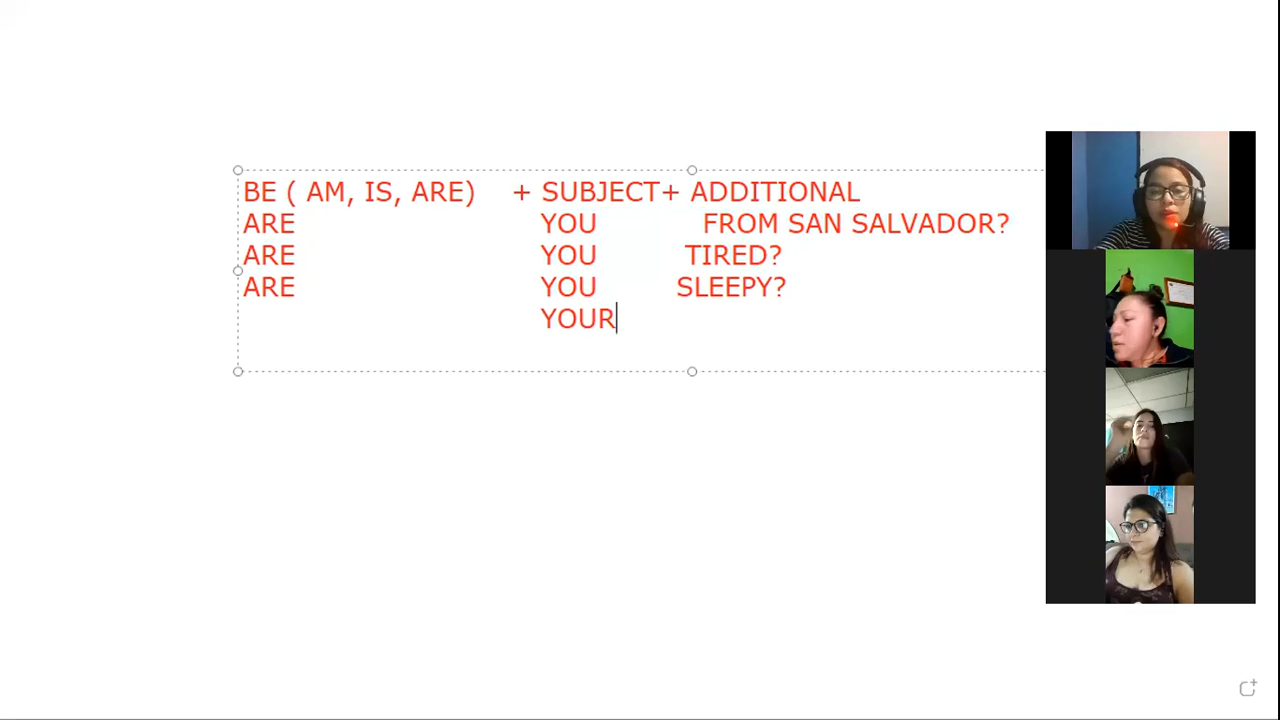 BE ( AM, IS, ARE) + SUBJECT+ ADDITIONAL
ARE YOU FROM SAN SALVADOR?
ARE YOU TIRED?
ARE YOU SLEEPY?
YOUR